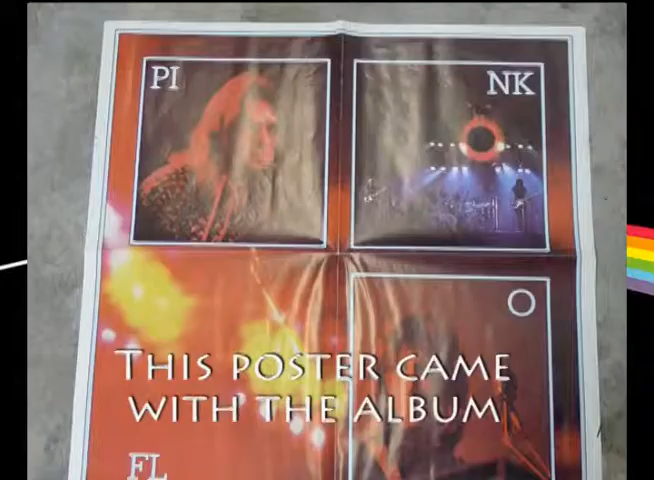 PI NK
O
THIS POSTER CAME
WITH THE ALBUM
FL